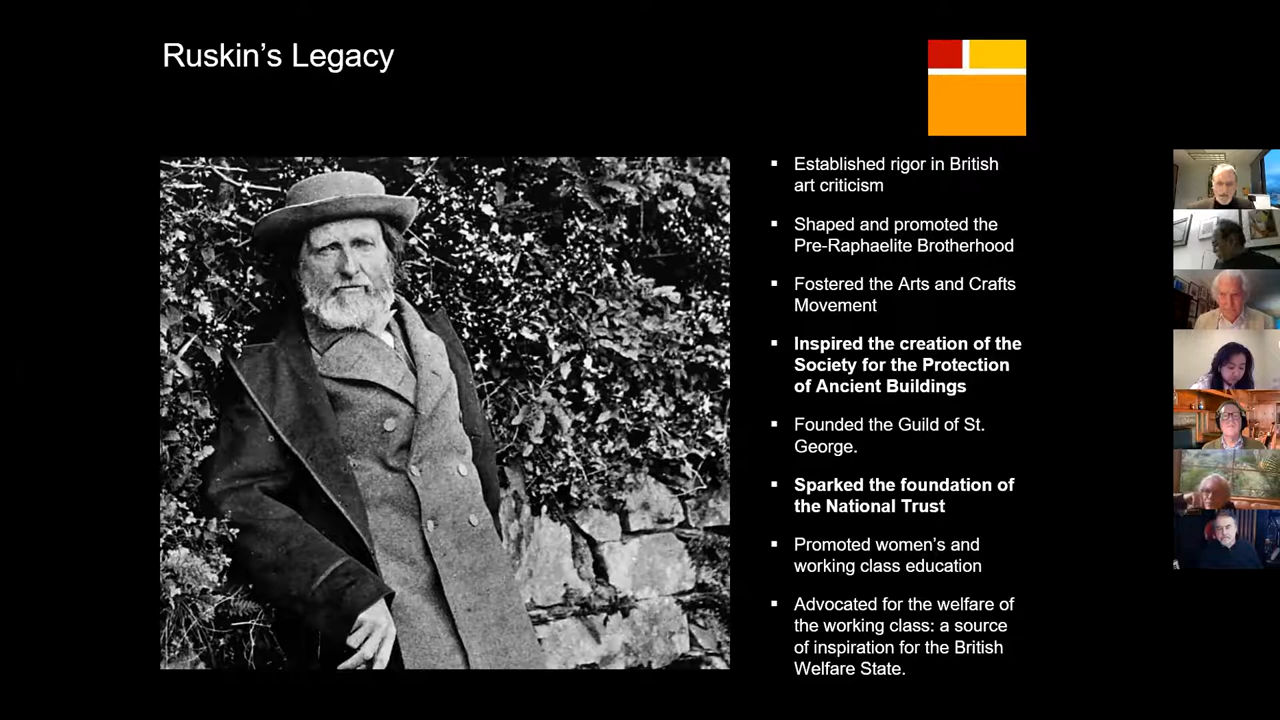 Ruskin’s Legacy
▪ Established rigor in British
art criticism
▪ Shaped and promoted the
Pre-Raphaelite Brotherhood
▪ Fostered the Arts and Crafts
Movement
▪ Inspired the creation of the
Society for the Protection
of Ancient Buildings
▪ Founded the Guild of St.
George.
▪ Sparked the foundation of
the National Trust
▪ Promoted women’s and
working class education
▪ Advocated for the welfare of
the working class: a source
of inspiration for the British
Welfare State.